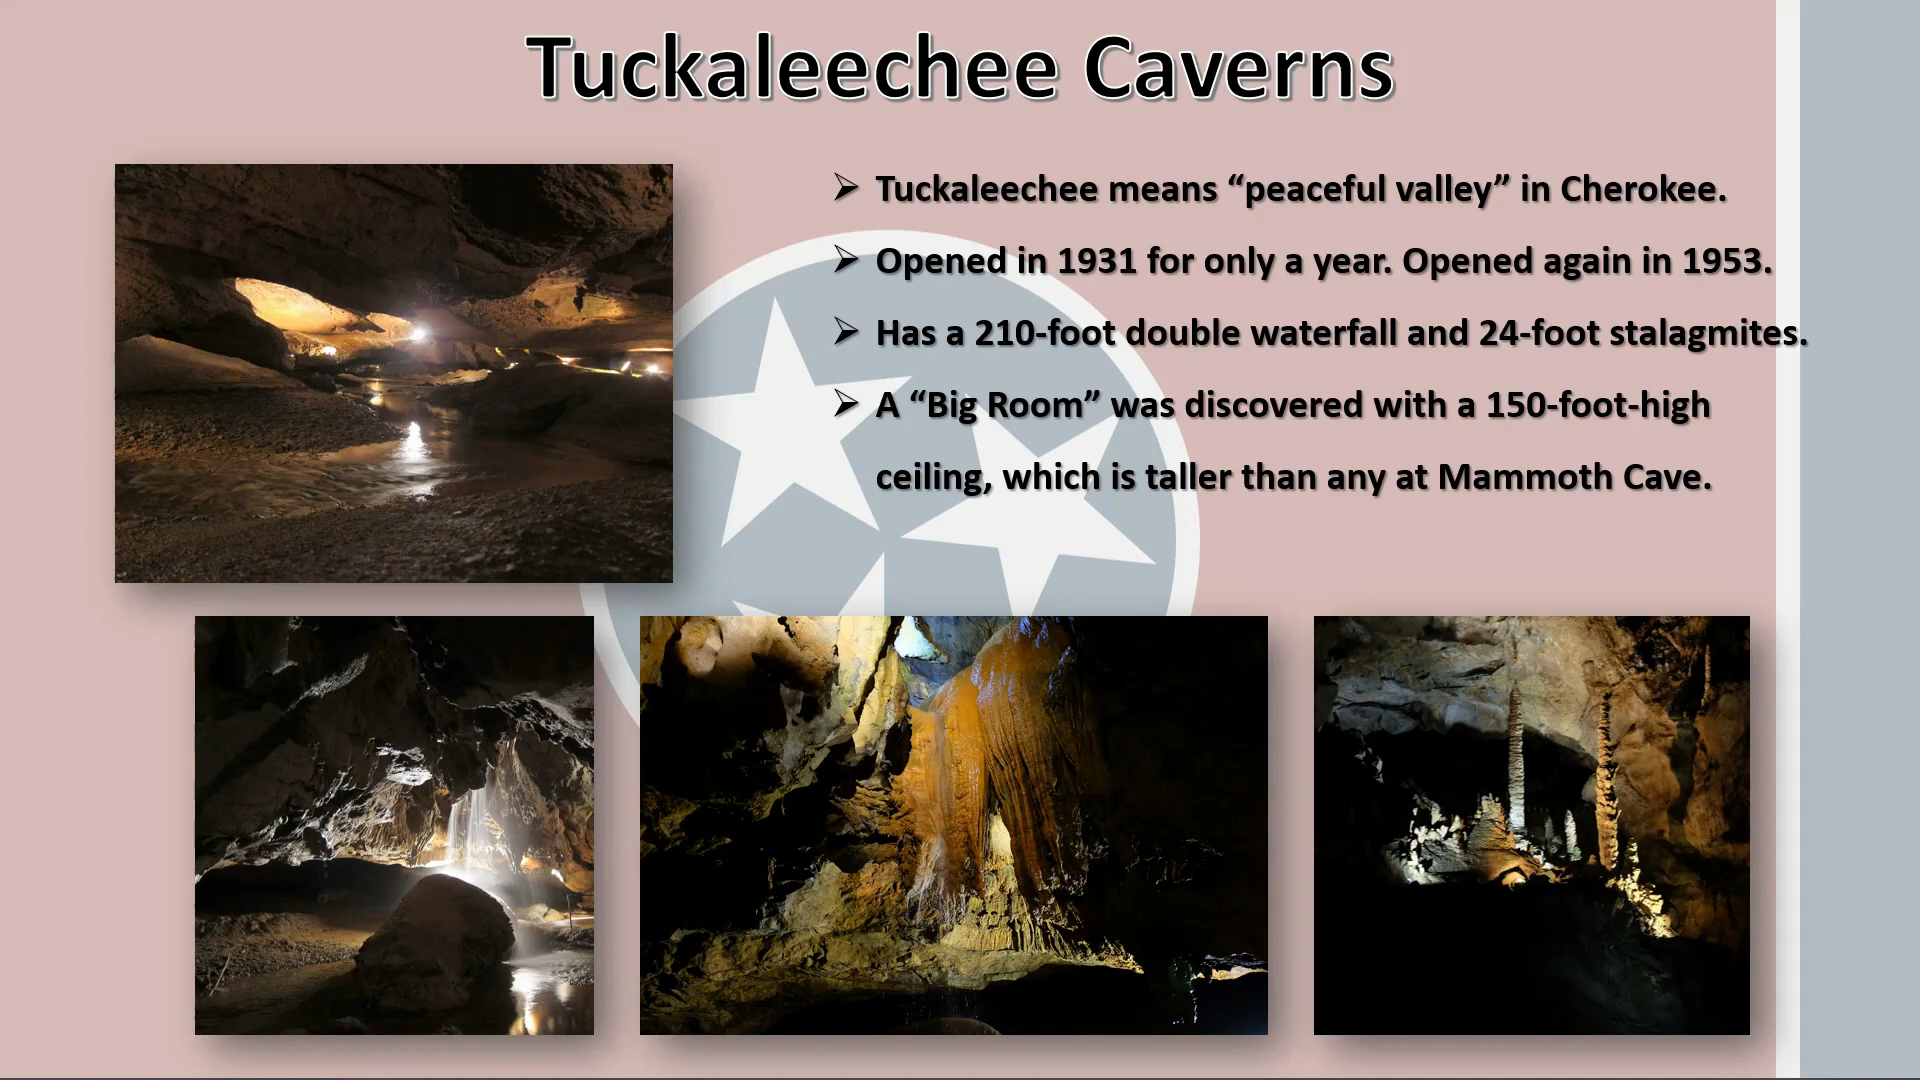 Tuckaleechee Caverns
➢ Tuckaleechee means “peaceful valley” in Cherokee.
➢ Opened in 1931 for only a year. Opened again in 1953.
➢ Has a 210-foot double waterfall and 24-foot stalagmites.
➢ A “Big Room” was discovered with a 150-foot-high
ceiling, which is taller than any at Mammoth Cave.